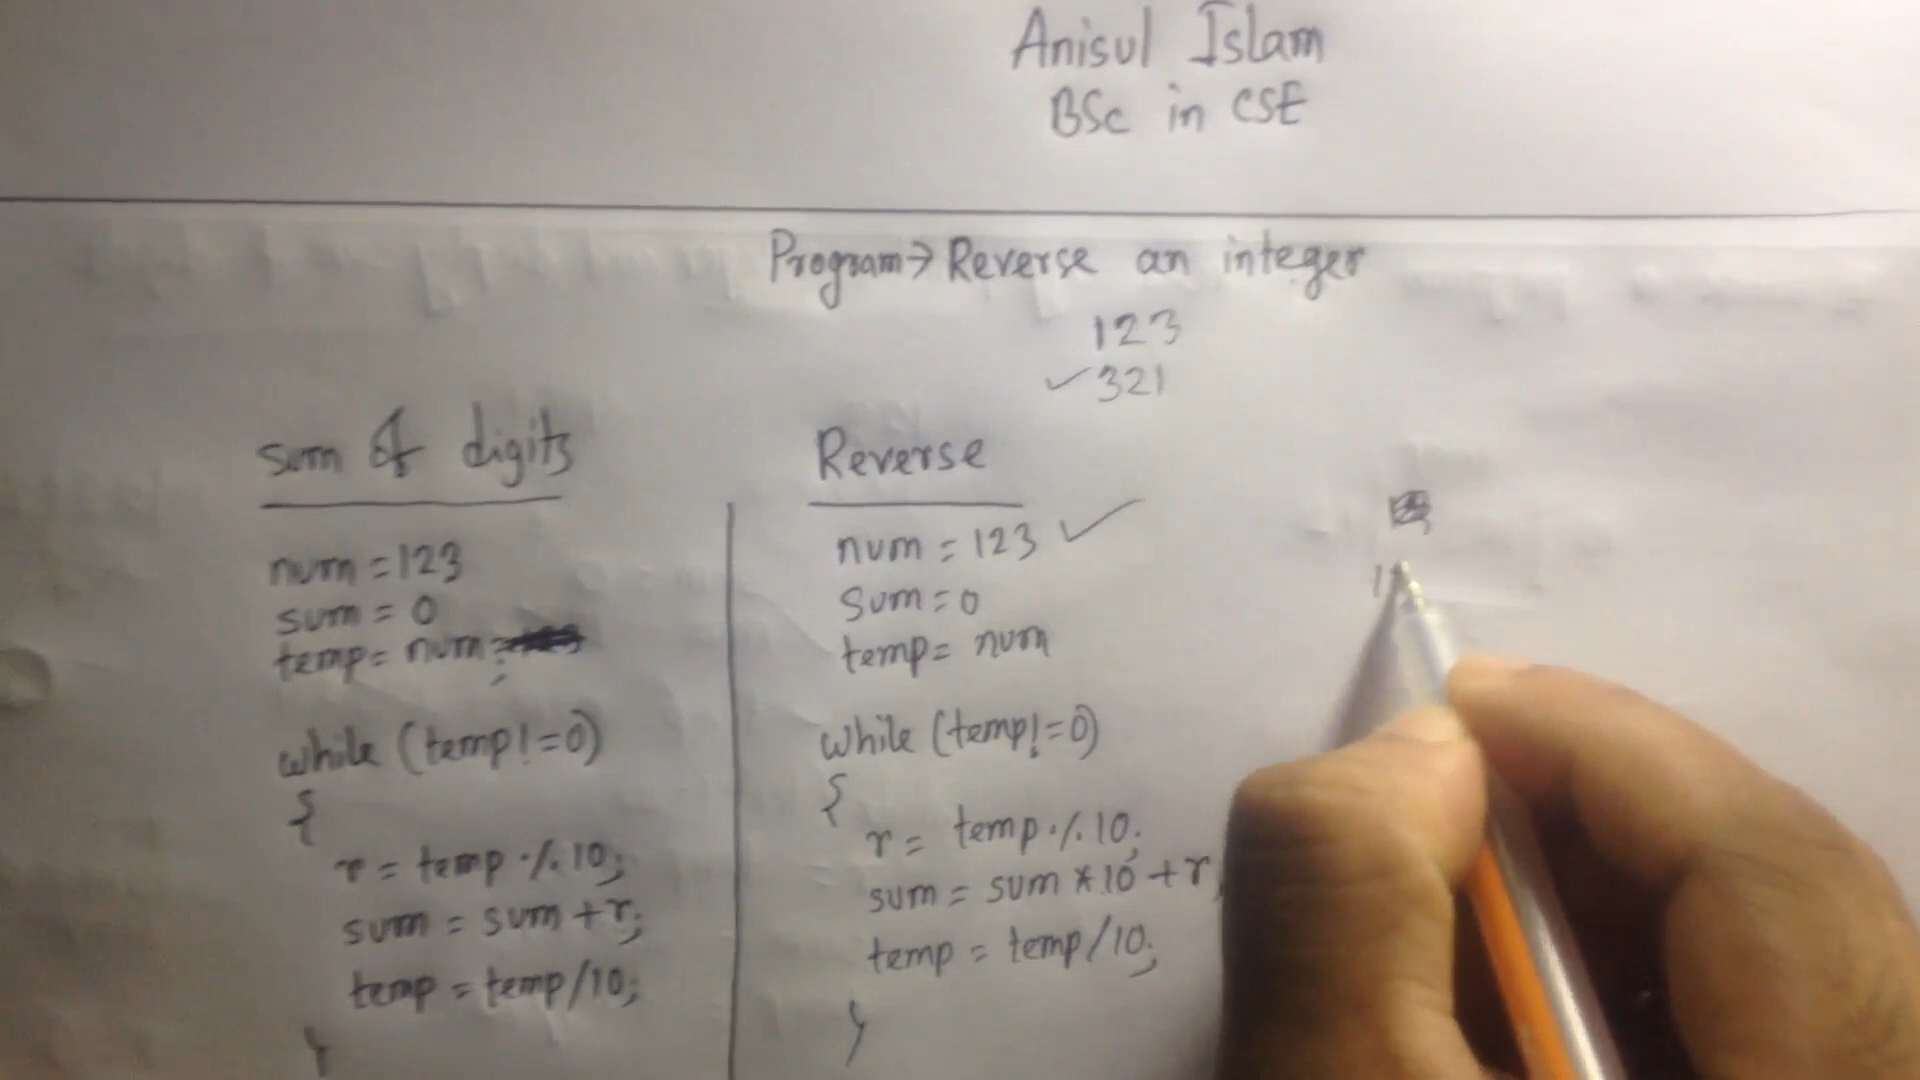 Anisul Islam
BSc in CSE
Program→Reverse an integer
123
✓321
sum of digits
num = 123
sum = 0
temp = num;
while (temp! = 0)
{
r = temp % 10;
sum = sum + r;
temp = temp/10;
}
Reverse
num = 123 ✓
sum = 0
temp = num
while (temp! = 0)
{
r = temp % 10;
sum = sum * 10 + r;
temp = temp/10;
}